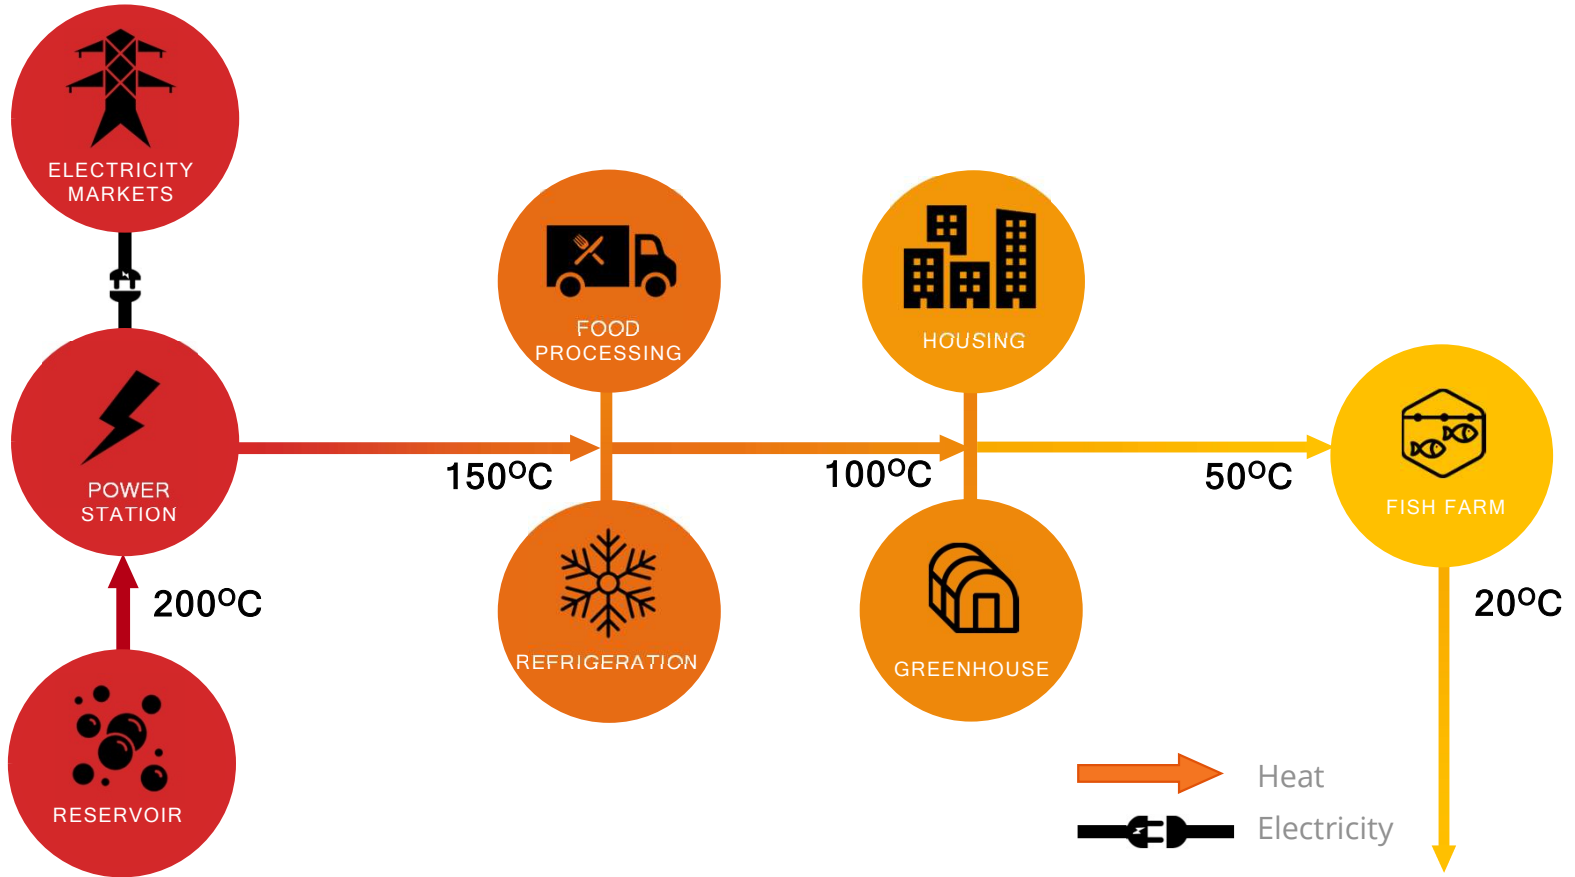 ELECTRICITY
MARKETS
POWER
STATION
200°C
RESERVOIR
150°C
FOOD
PROCESSING
REFRIGERATION
100°C
HOUSING
GREENHOUSE
50°C
FISH FARM
20°C
Heat
Electricity